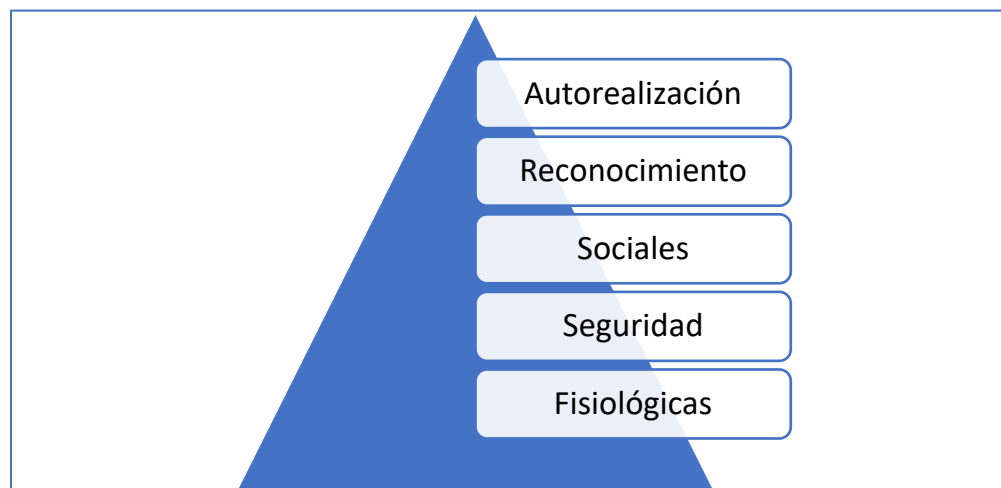 Autorealización
Reconocimiento
Sociales
Seguridad
Fisiológicas